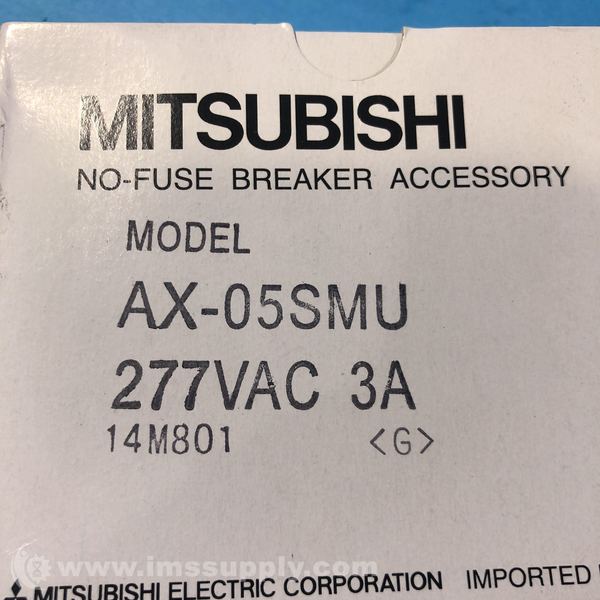 MITSUBISHI
NO-FUSE BREAKER ACCESSORY
MODEL
AX-05SMU
277VAC 3A
14M801 <G>
www.imssupply.com
MITSUBISHI ELECTRIC CORPORATION IMPORTED